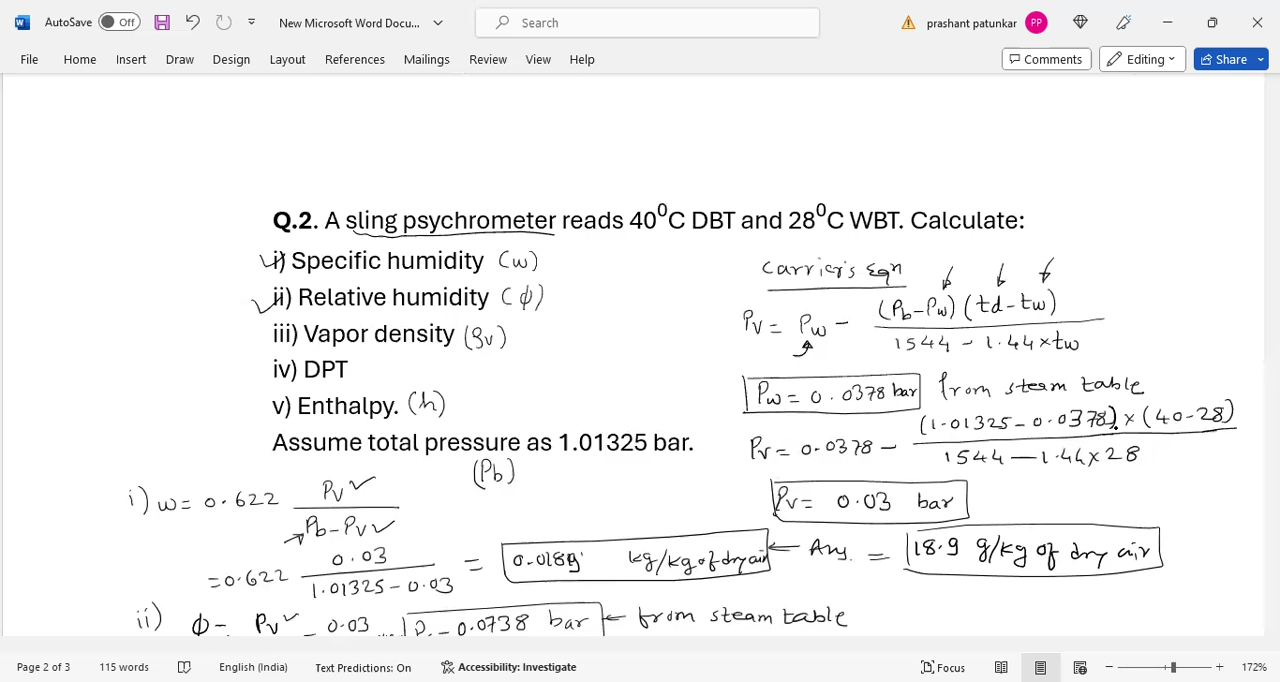 AutoSave Off New Microsoft Word Docu... Search prashant patunkar PP
File Home Insert Draw Design Layout References Mailings Review View Help Comments Editing Share
Q.2. A sling psychrometer reads 40⁰C DBT and 28⁰C WBT. Calculate:
i) Specific humidity (w)
ii) Relative humidity (ϕ)
iii) Vapor density (ρv)
iv) DPT
v) Enthalpy. (h)
Assume total pressure as 1.01325 bar.
(Pb)
Carrier's Eqn
Pv = Pw - (Pb-Pw)(td-tw) / 1544 - 1.44×tw
Pw = 0.0378 bar from steam table
Pv = 0.0378 - (1.01325-0.0378)×(40-28) / 1544 - 1.44×28
Pv = 0.03 bar
i) w = 0.622 Pv / Pb-Pv
= 0.622 0.03 / 1.01325-0.03 = 0.0189 kg/kg of dry air ← Ans. = 18.9 g/kg of dry air
ii) ϕ = Pv = 0.03 0.0738 bar ← from steam table
Page 2 of 3 115 words English (India) Text Predictions: On Accessibility: Investigate Focus 172%